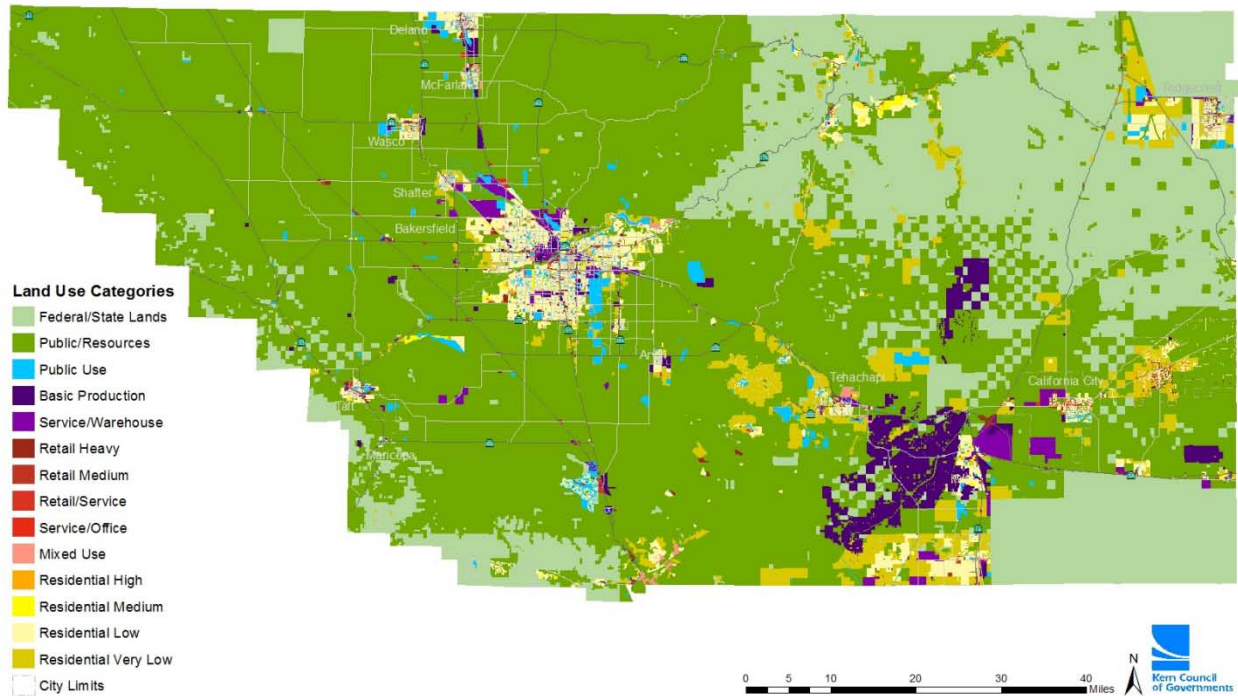 Delano
McFarland
Ridgecrest
Wasco
Shafter
Bakersfield
Tehachapi
California City
Taft
Maricopa
Land Use Categories
Federal/State Lands
Public/Resources
Public Use
Basic Production
Service/Warehouse
Retail Heavy
Retail Medium
Retail/Service
Service/Office
Mixed Use
Residential High
Residential Medium
Residential Low
Residential Very Low
City Limits
0 5 10 20 30 40
Miles
N
Kern Council
of Governments